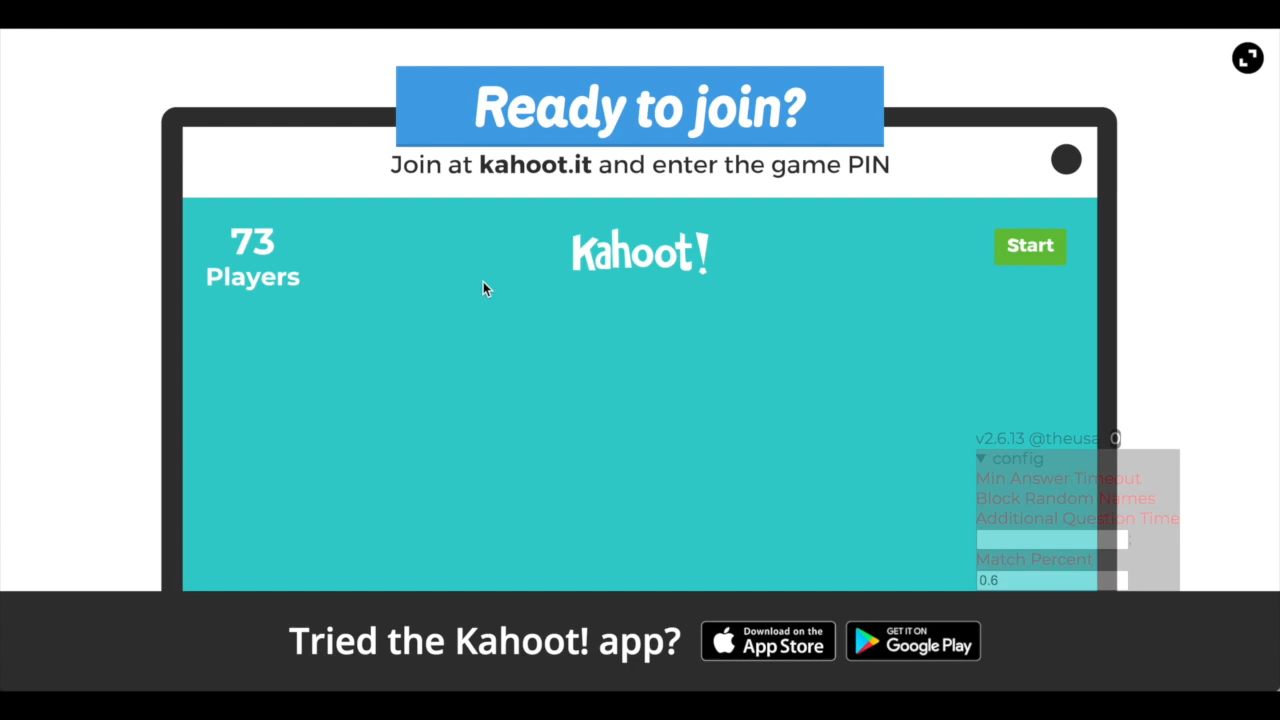 Ready to join?
Join at kahoot.it and enter the game PIN
73
Players
Kahoot!
Start
v2.6.13 @theusa
0
▼ config
Min Answer Timeout
Block Random Names
Additional Question Time
Match Percent
0.6
Tried the Kahoot! app?
Download on the
App Store
GET IT ON
Google Play